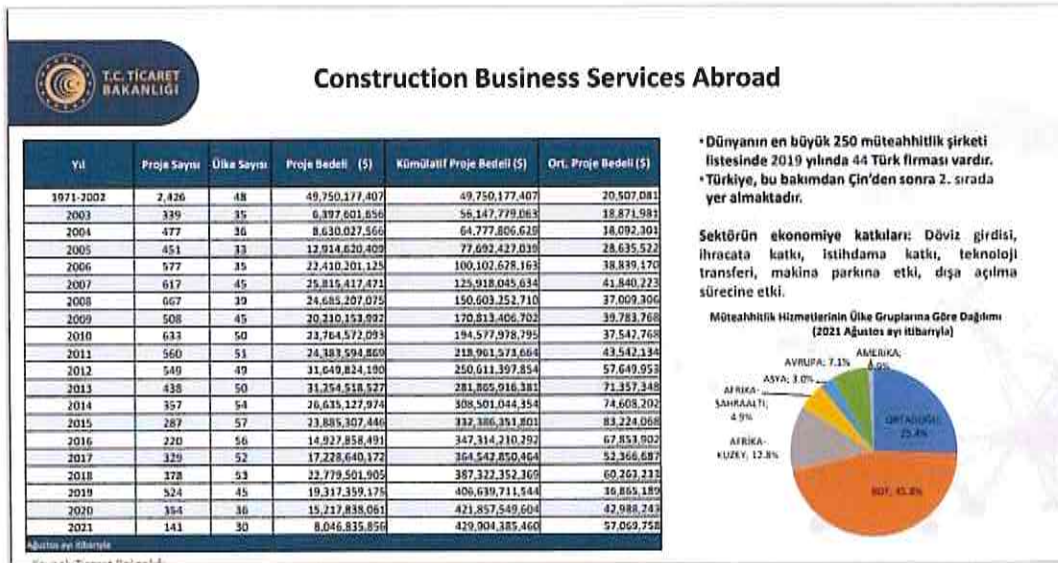 T.C. TİCARET
BAKANLIĞI
Construction Business Services Abroad
Yıl Proje Sayısı Ülke Sayısı Proje Bedeli ($) Kümülatif Proje Bedeli ($) Ort. Proje Bedeli ($)
1971-2002 2,426 48 49,750,177,407 49,750,177,407 20,507,081
2003 339 35 6,397,601,656 56,147,779,063 18,871,981
2004 477 36 8,630,027,566 64,777,806,629 18,092,301
2005 451 33 12,914,620,409 77,692,427,039 28,635,522
2006 577 35 22,410,201,125 100,102,628,163 38,839,170
2007 617 45 25,815,417,471 125,918,045,634 41,840,223
2008 667 39 24,685,207,075 150,603,252,710 37,009,306
2009 508 45 20,210,153,992 170,813,406,702 39,783,768
2010 633 50 23,764,572,093 194,577,978,795 37,542,768
2011 560 51 24,383,594,869 218,961,573,664 43,542,134
2012 549 49 31,649,824,190 250,611,397,854 57,649,953
2013 438 50 31,254,518,527 281,865,916,381 71,357,348
2014 357 54 26,635,127,974 308,501,044,354 74,608,202
2015 287 57 23,885,307,446 332,386,351,801 83,224,068
2016 220 56 14,927,858,491 347,314,210,292 67,853,902
2017 329 52 17,228,640,172 364,542,850,464 52,366,687
2018 378 53 22,779,501,905 387,322,352,369 60,263,231
2019 524 45 19,317,359,175 406,639,711,544 36,865,189
2020 354 36 15,217,838,061 421,857,549,604 42,988,243
2021 141 30 8,046,835,856 429,904,385,460 57,069,758
Ağustos ayı itibarıyla
• Dünyanın en büyük 250 müteahhitlik şirketi
listesinde 2019 yılında 44 Türk firması vardır.
• Türkiye, bu bakımdan Çin'den sonra 2. sırada
yer almaktadır.
Sektörün ekonomiye katkıları: Döviz girdisi,
ihracata katkı, istihdama katkı, teknoloji
transferi, makina parkına etki, dışa açılma
sürecine etki.
Müteahhitlik Hizmetlerinin Ülke Gruplarına Göre Dağılımı
(2021 Ağustos ayı itibarıyla)
AMERİKA;
0.9%
AVRUPA; 7.1%
ASYA; 3.0%
AFRİKA-
SAHRAALTI;
4.9%
AFRİKA-
KUZEY, 12.8%
ORTADOĞU;
25.4%
BDT, 45.8%